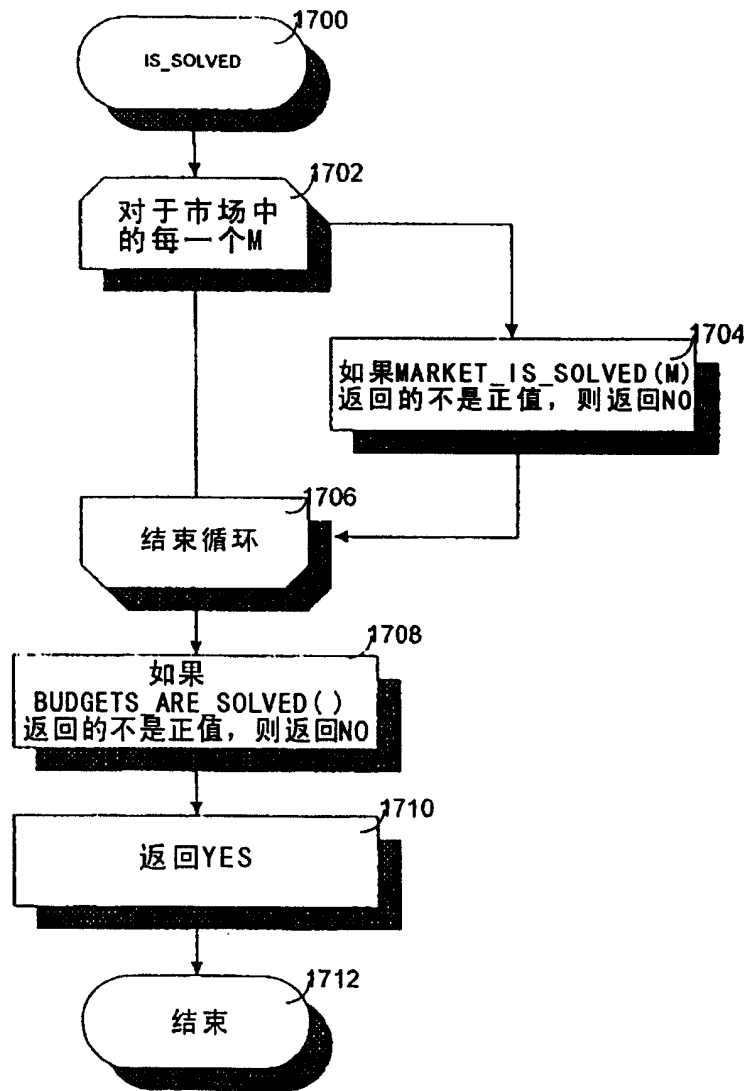 1700
IS_SOLVED
1702
对于市场中
的每一个M
1704
如果MARKET_IS_SOLVED(M)
返回的不是正值，则返回NO
1706
结束循环
1708
如果
BUDGETS_ARE_SOLVED()
返回的不是正值，则返回NO
1710
返回YES
1712
结束